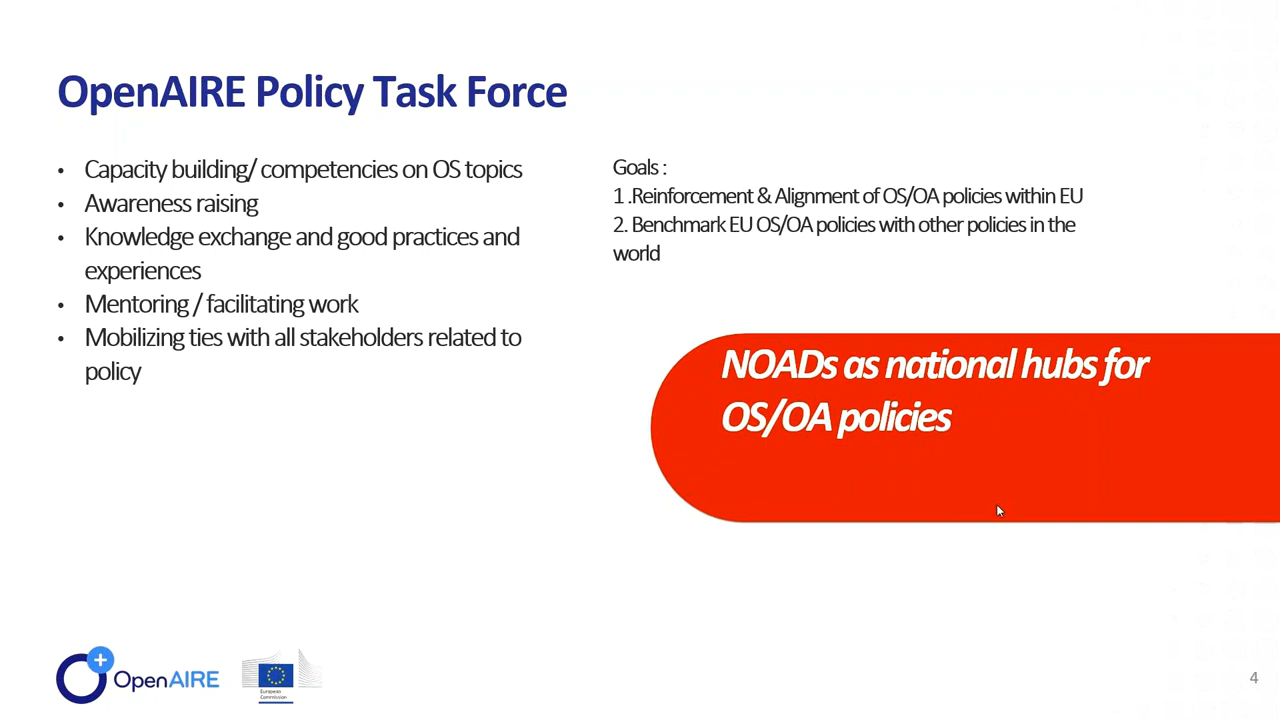 OpenAIRE Policy Task Force
• Capacity building/ competencies on OS topics
• Awareness raising
• Knowledge exchange and good practices and
experiences
• Mentoring / facilitating work
• Mobilizing ties with all stakeholders related to
policy
Goals :
1 .Reinforcement & Alignment of OS/OA policies within EU
2. Benchmark EU OS/OA policies with other policies in the
world
NOADs as national hubs for
OS/OA policies
OpenAIRE
European
Commission
4